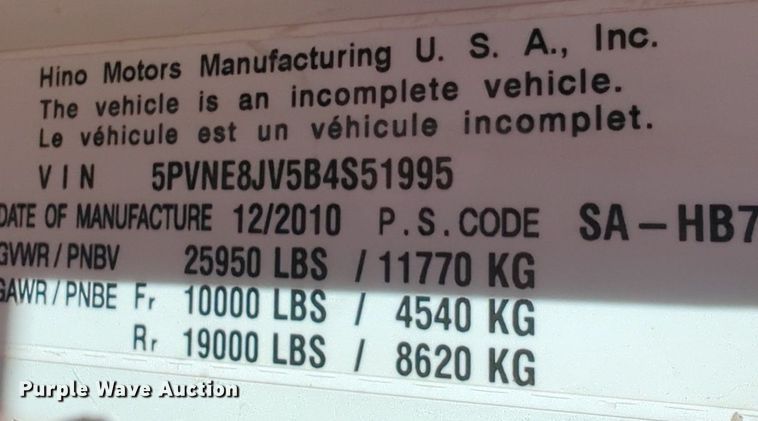 Hino Motors Manufacturing U. S. A., Inc.
The vehicle is an incomplete vehicle.
Le véhicule est un véhicule incomplet.
VIN 5PVNE8JV5B4S51995
DATE OF MANUFACTURE 12/2010 P.S.CODE SA-HB7
GVWR/PNBV 25950 LBS / 11770 KG
GAWR/PNBE Fr 10000 LBS / 4540 KG
Rr 19000 LBS / 8620 KG
Purple Wave Auction